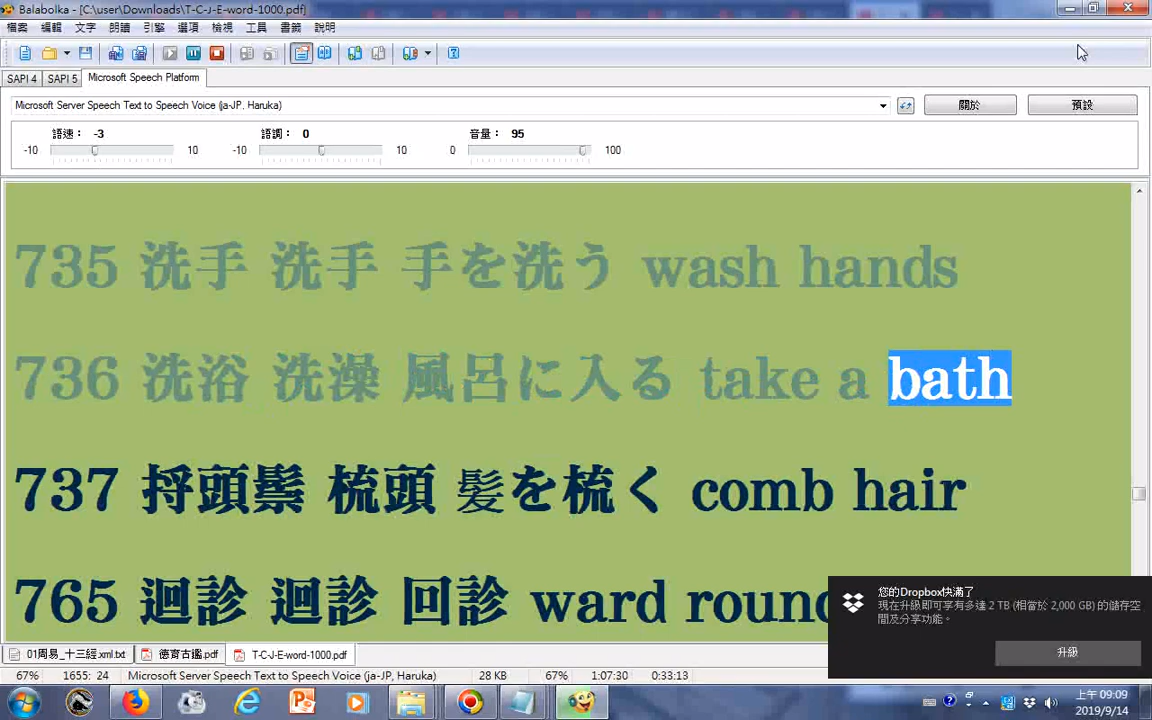 Balabolka - [C:\user\Downloads\T-C-J-E-word-1000.pdf]
檔案 編輯 文字 朗讀 引擎 選項 檢視 工具 書籤 說明
SAPI 4 SAPI 5 Microsoft Speech Platform
Microsoft Server Speech Text to Speech Voice (ja-JP, Haruka)
關於 預設
語速： -3 語調： 0 音量： 95
-10 10 -10 10 0 100
735 洗手 洗手 手を洗う wash hands
736 洗浴 洗澡 風呂に入る take a bath
737 捋頭鬃 梳頭 髪を梳く comb hair
765 迴診 迴診 回診 ward round
您的Dropbox快滿了
現在升級即可享有多達 2 TB (相當於 2,000 GB) 的儲存空
間及分享功能。
升級
01周易_十三經.xml.txt 德育古鑑.pdf T-C-J-E-word-1000.pdf
67% 1655: 24 Microsoft Server Speech Text to Speech Voice (ja-JP, Haruka) 28 KB 67% 1:07:30 0:33:13
上午 09:09
2019/9/14